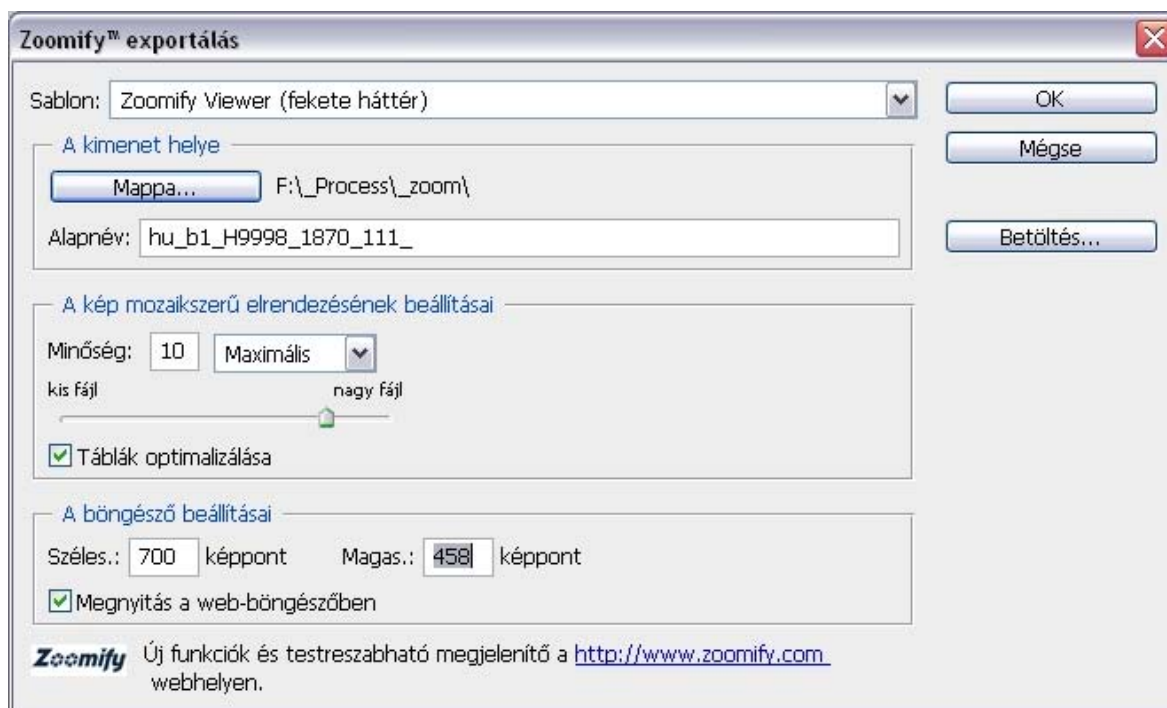 Zoomify™ exportálás
Sablon: Zoomify Viewer (fekete háttér)
OK
A kimenet helye
Mégse
Mappa... F:\_Process\_zoom\
Alapnév: hu_b1_H9998_1870_111_
Betöltés...
A kép mozaikszerű elrendezésének beállításai
Minőség: 10 Maximális
kis fájl nagy fájl
Táblák optimalizálása
A böngésző beállításai
Széles.: 700 képpont Magas.: 458 képpont
Megnyitás a web-böngészőben
Zoomify Új funkciók és testreszabható megjelenítő a http://www.zoomify.com
webhelyen.